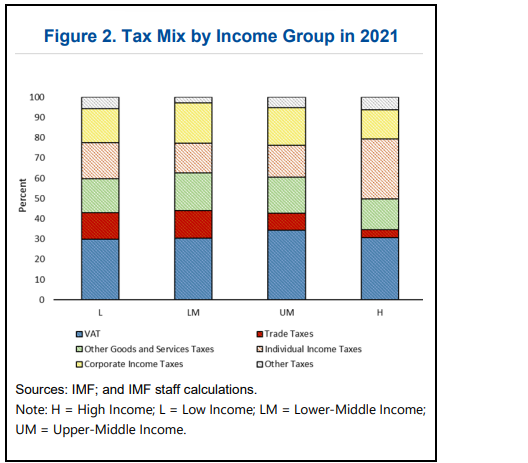 Figure 2. Tax Mix by Income Group in 2021
100
90
80
70
60
50
40
30
20
10
0
Percent
L LM UM H
VAT Trade Taxes
Other Goods and Services Taxes Individual Income Taxes
Corporate Income Taxes Other Taxes
Sources: IMF; and IMF staff calculations.
Note: H = High Income; L = Low Income; LM = Lower-Middle Income;
UM = Upper-Middle Income.